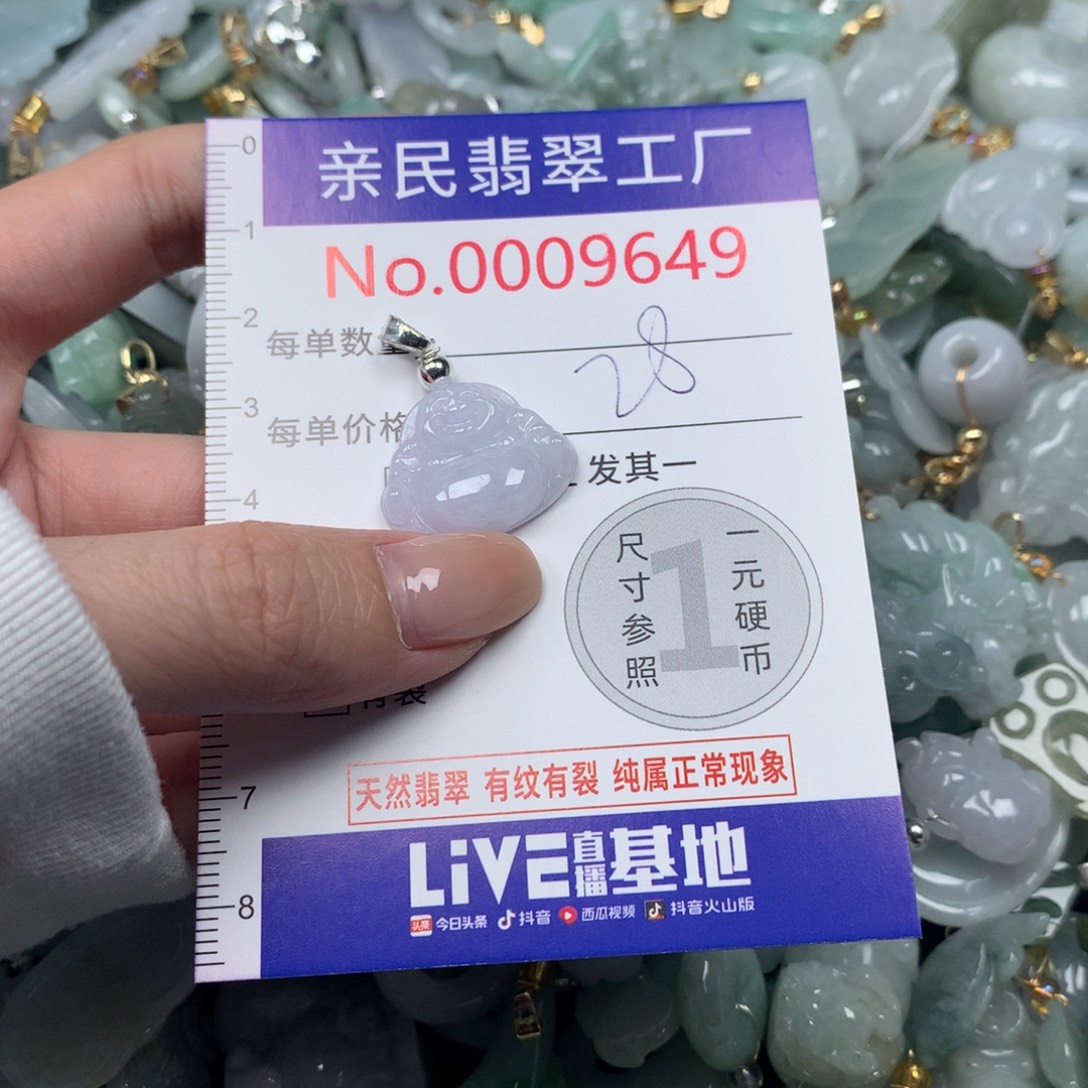 亲民翡翠工厂
No.0009649
每单数
28
每单价格
发其一
尺寸参照
1
一元硬币
有裂
天然翡翠 有纹有裂 纯属正常现象
LiVE直播基地
头条 今日头条 抖音 西瓜视频 抖音火山版
0
1
2
3
4
7
8